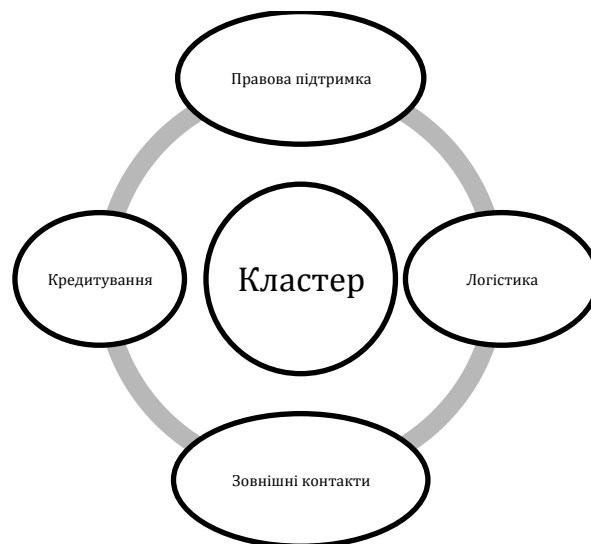 Правова підтримка
Кредитування
Кластер
Логістика
Зовнішні контакти